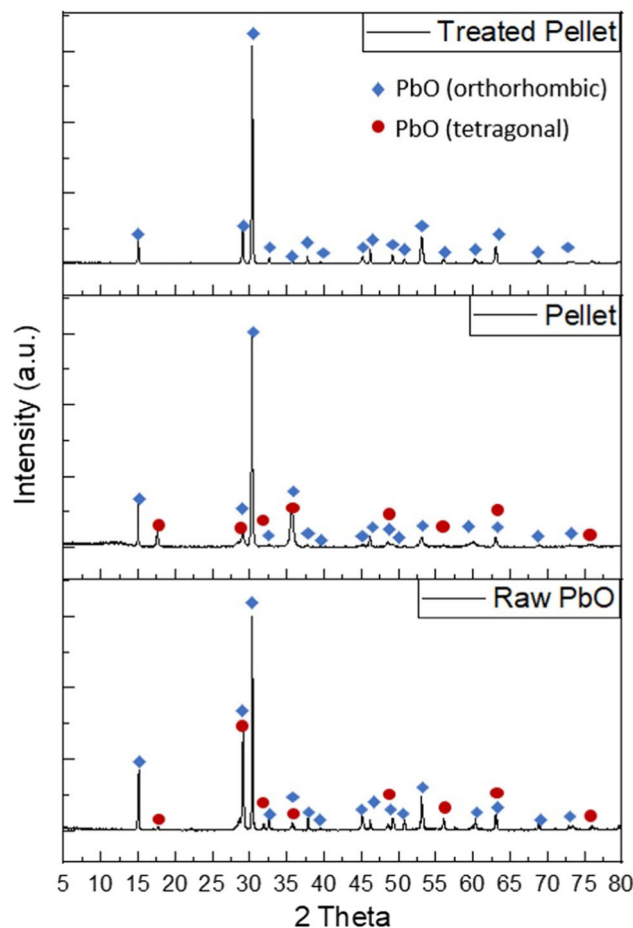 Treated Pellet
PbO (orthorhombic)
PbO (tetragonal)
Pellet
Intensity (a.u.)
Raw PbO
5 10 15 20 25 30 35 40 45 50 55 60 65 70 75 80
2 Theta